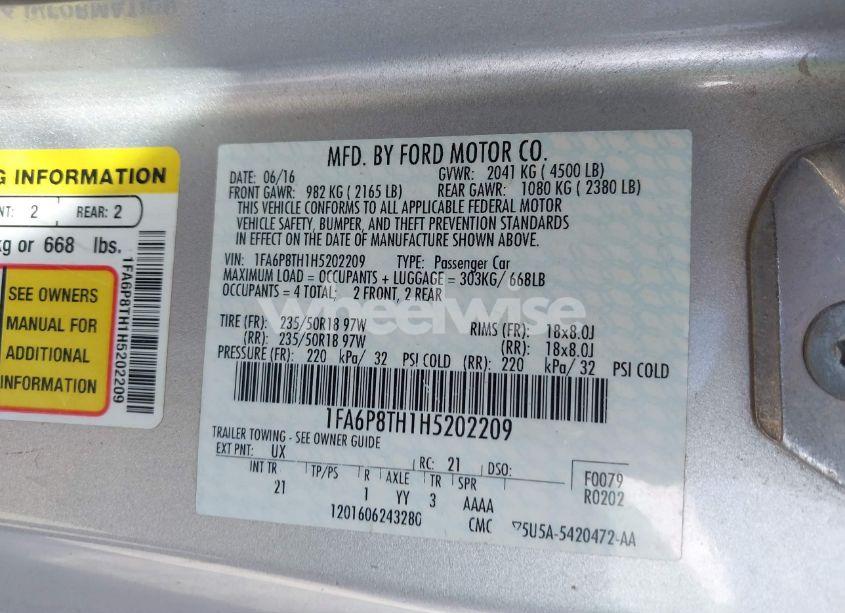 & INFORMATION
G INFORMATION
NT: 2 REAR: 2
kg or 668 lbs.
SEE OWNERS
MANUAL FOR
ADDITIONAL
INFORMATION
1FA6P8TH1H5202209
MFD. BY FORD MOTOR CO.
DATE: 06/16 GVWR: 2041 KG ( 4500 LB)
FRONT GAWR: 982 KG ( 2165 LB) REAR GAWR: 1080 KG ( 2380 LB)
THIS VEHICLE CONFORMS TO ALL APPLICABLE FEDERAL MOTOR
VEHICLE SAFETY, BUMPER, AND THEFT PREVENTION STANDARDS
IN EFFECT ON THE DATE OF MANUFACTURE SHOWN ABOVE.
VIN: 1FA6P8TH1H5202209 TYPE: Passenger Car
MAXIMUM LOAD = OCCUPANTS + LUGGAGE = 303KG/ 668LB
OCCUPANTS = 4 TOTAL; 2 FRONT, 2 REAR
Wheelwise
TIRE (FR): 235/50R18 97W RIMS (FR): 18x8.0J
(RR): 235/50R18 97W (RR): 18x8.0J
PRESSURE (FR): 220 kPa/ 32 PSI COLD (RR): 220 kPa/ 32 PSI COLD
1FA6P8TH1H5202209
TRAILER TOWING - SEE OWNER GUIDE
EXT PNT: UX RC: 21 DSO: F0079
INT TR TP/PS R AXLE TR SPR R0202
21 1 YY 3 AAAA
1201606243280 CMC 5U5A-5420472-AA